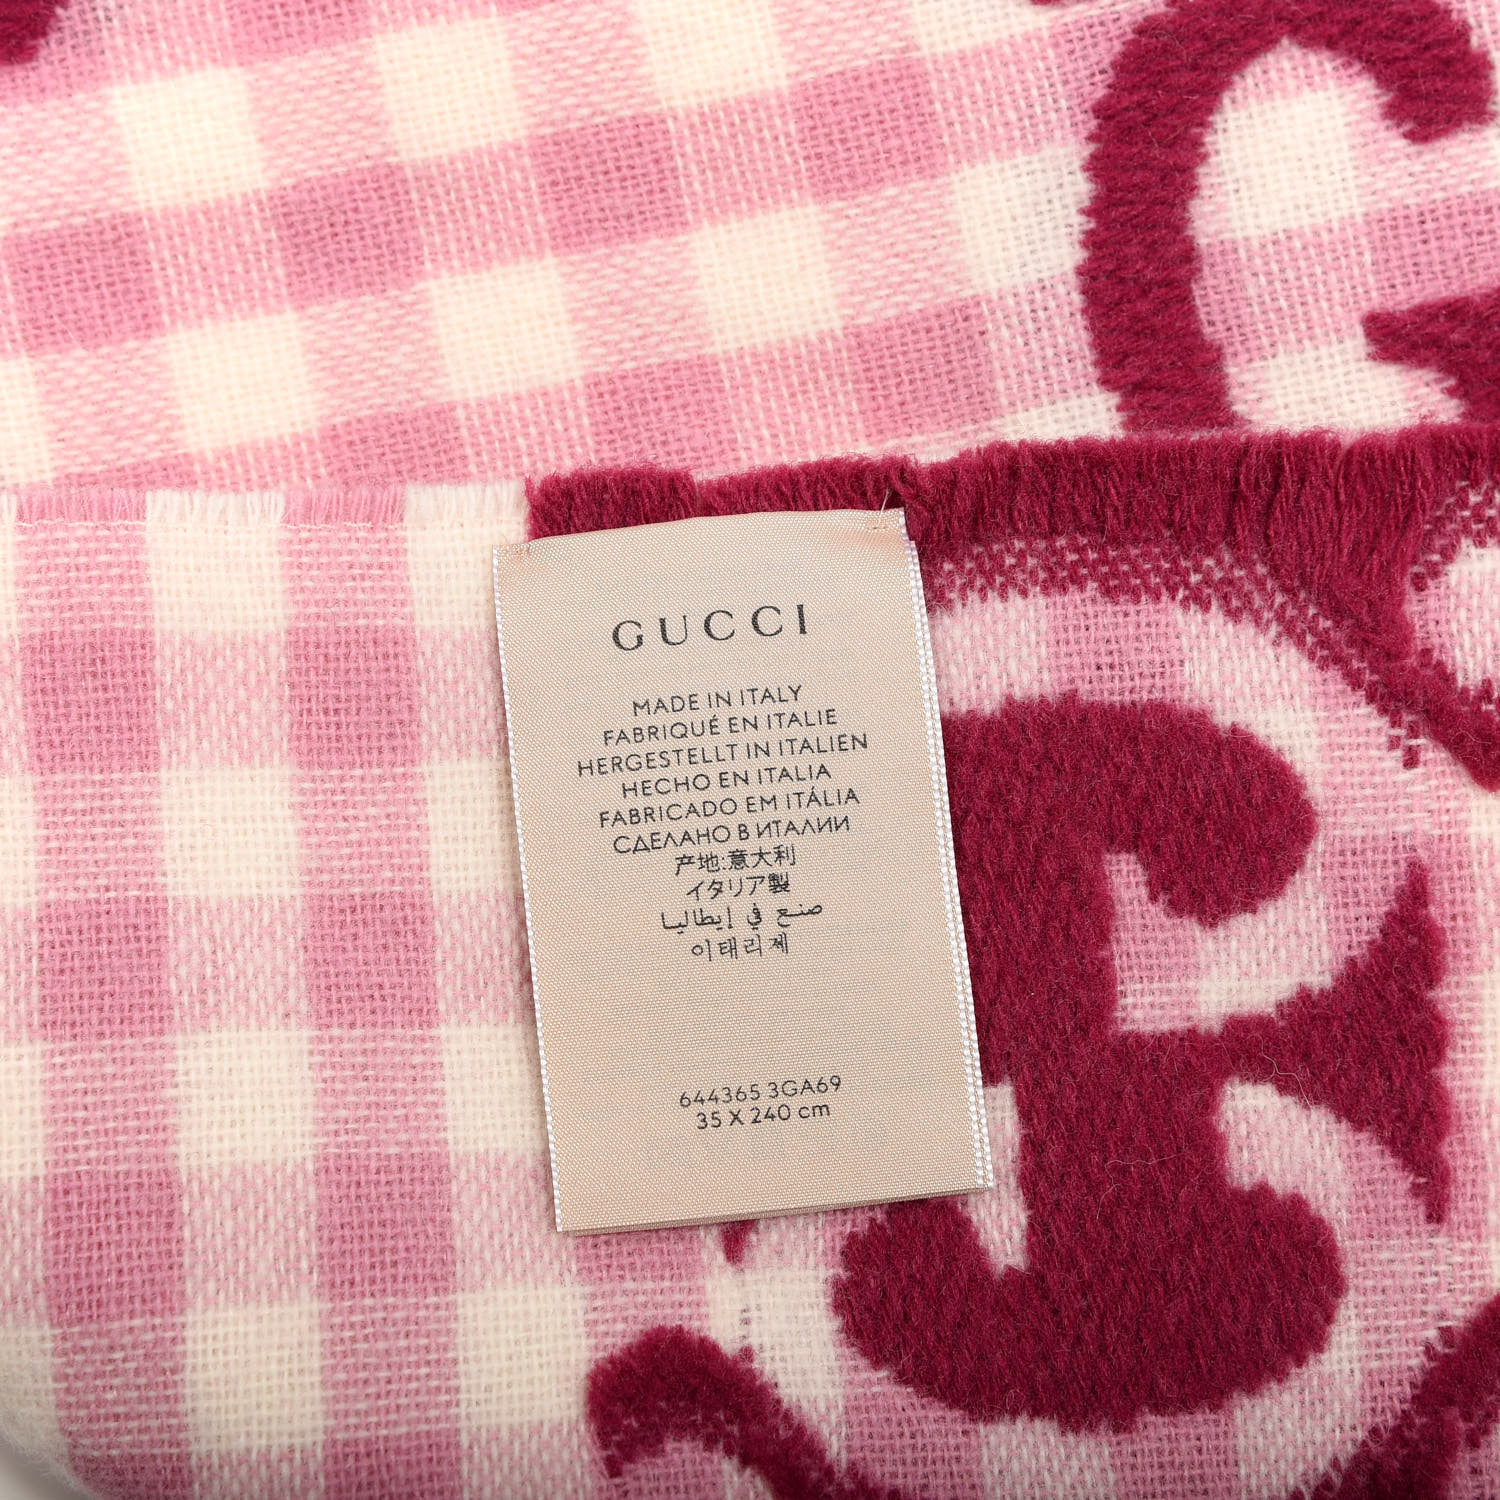 GUCCI
MADE IN ITALY
FABRIQUÉ EN ITALIE
HERGESTELLT IN ITALIEN
HECHO EN ITALIA
FABRICADO EM ITÁLIA
СДЕЛАНО В ИТАЛИИ
产地:意大利
イタリア製
صنع في إيطاليا
이태리제
644365 3GA69
35 X 240 cm